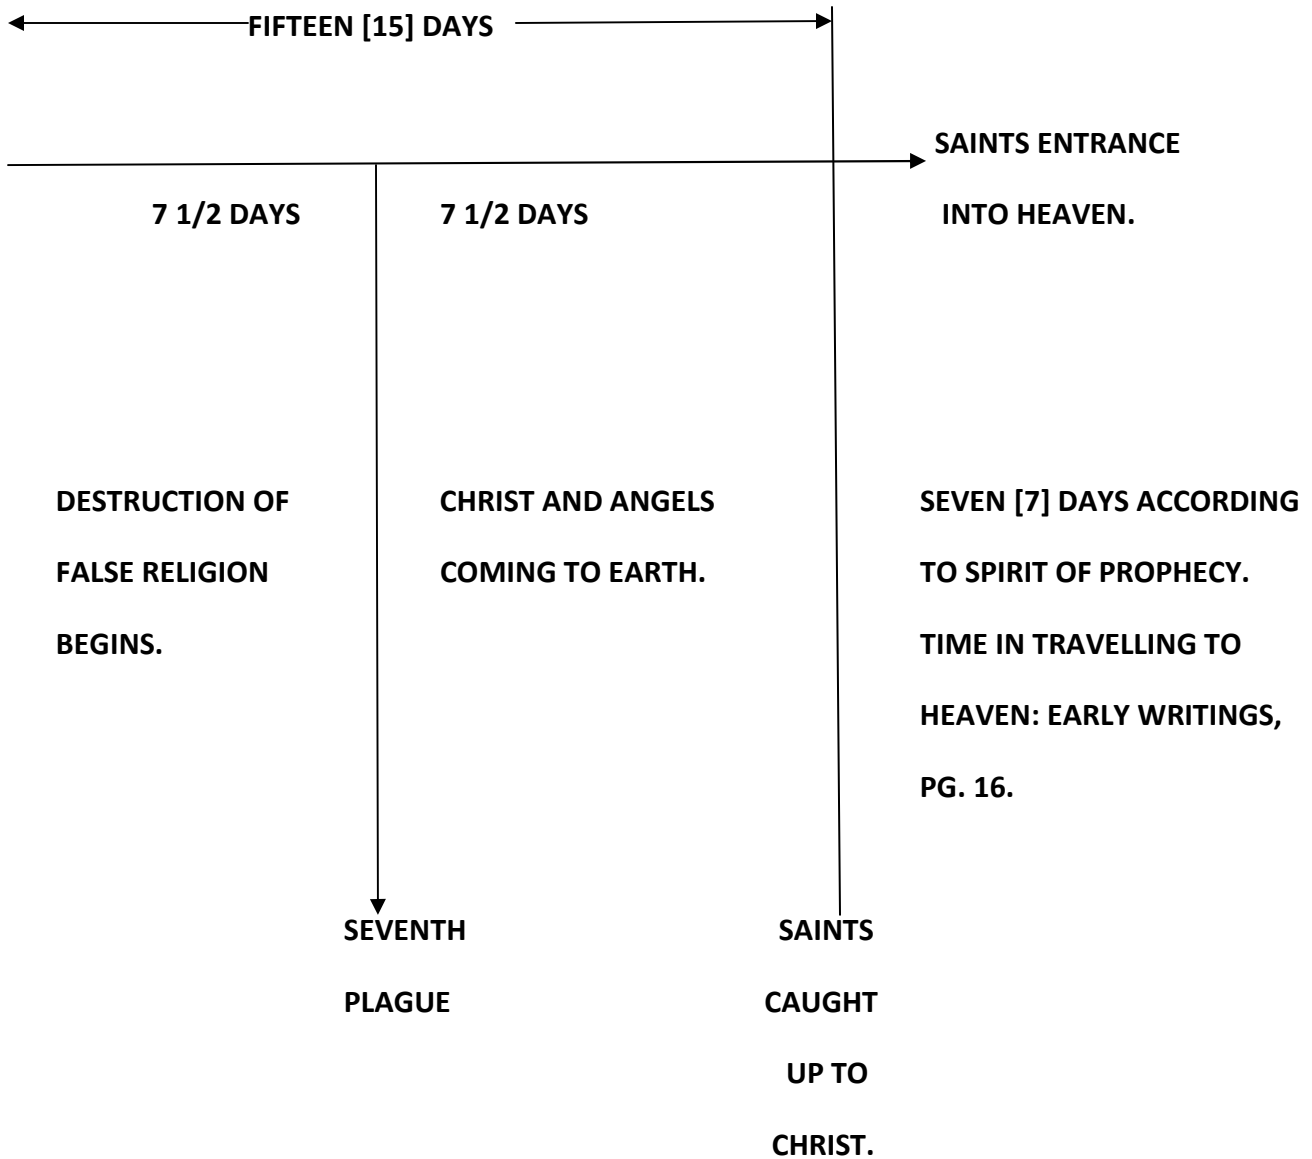 FIFTEEN [15] DAYS
SAINTS ENTRANCE
INTO HEAVEN.
7 1/2 DAYS
7 1/2 DAYS
DESTRUCTION OF
FALSE RELIGION
BEGINS.
CHRIST AND ANGELS
COMING TO EARTH.
SEVEN [7] DAYS ACCORDING
TO SPIRIT OF PROPHECY.
TIME IN TRAVELLING TO
HEAVEN: EARLY WRITINGS,
PG. 16.
SEVENTH
PLAGUE
SAINTS
CAUGHT
UP TO
CHRIST.